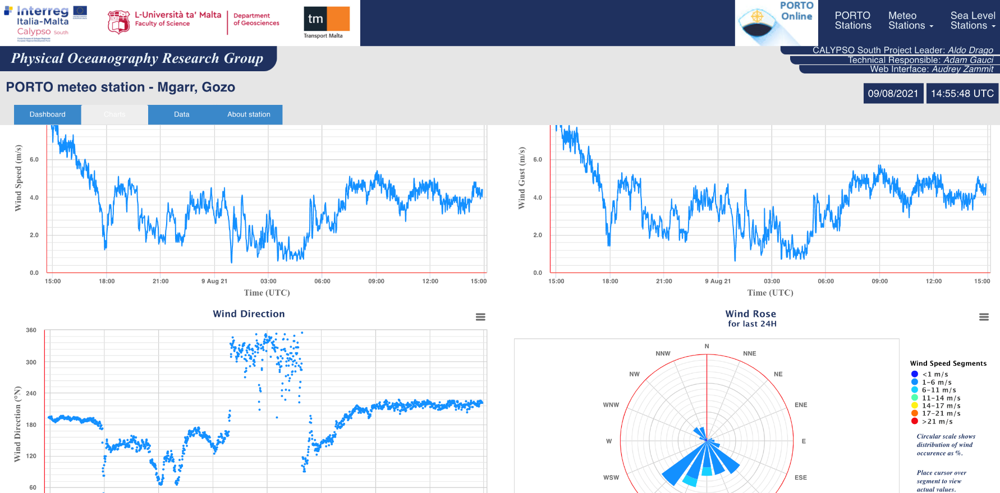 Interreg
Italia-Malta
Calypso South
L-Università ta' Malta
Faculty of Science
Department
of Geosciences
tm
Transport Malta
PORTO
Online
PORTO
Stations
Meteo
Stations
Sea Level
Stations
Physical Oceanography Research Group
CALYPSO South Project Leader: Aldo Drago
Technical Responsible: Adam Gauci
Web Interface: Audrey Zammit
PORTO meteo station - Mgarr, Gozo
09/08/2021 14:55:48 UTC
Dashboard Charts Data About station
Wind Speed (m/s)
6.0
4.0
2.0
0.0
15:00 18:00 21:00 9 Aug 21 03:00 06:00 09:00 12:00 15:00
Time (UTC)
Wind Gust (m/s)
6.0
4.0
2.0
0.0
15:00 18:00 21:00 9 Aug 21 03:00 06:00 09:00 12:00 15:00
Time (UTC)
Wind Direction
Wind Direction (°N)
360
300
240
180
120
60
Wind Rose
for last 24H
N
NNW NNE
NW NE
WNW ENE
W E
WSW ESE
Wind Speed Segments
<1 m/s
1-6 m/s
6-11 m/s
11-14 m/s
14-17 m/s
17-21 m/s
>21 m/s
Circular scale shows
distribution of wind
occurence as %.
Place cursor over
segment to view
actual values.